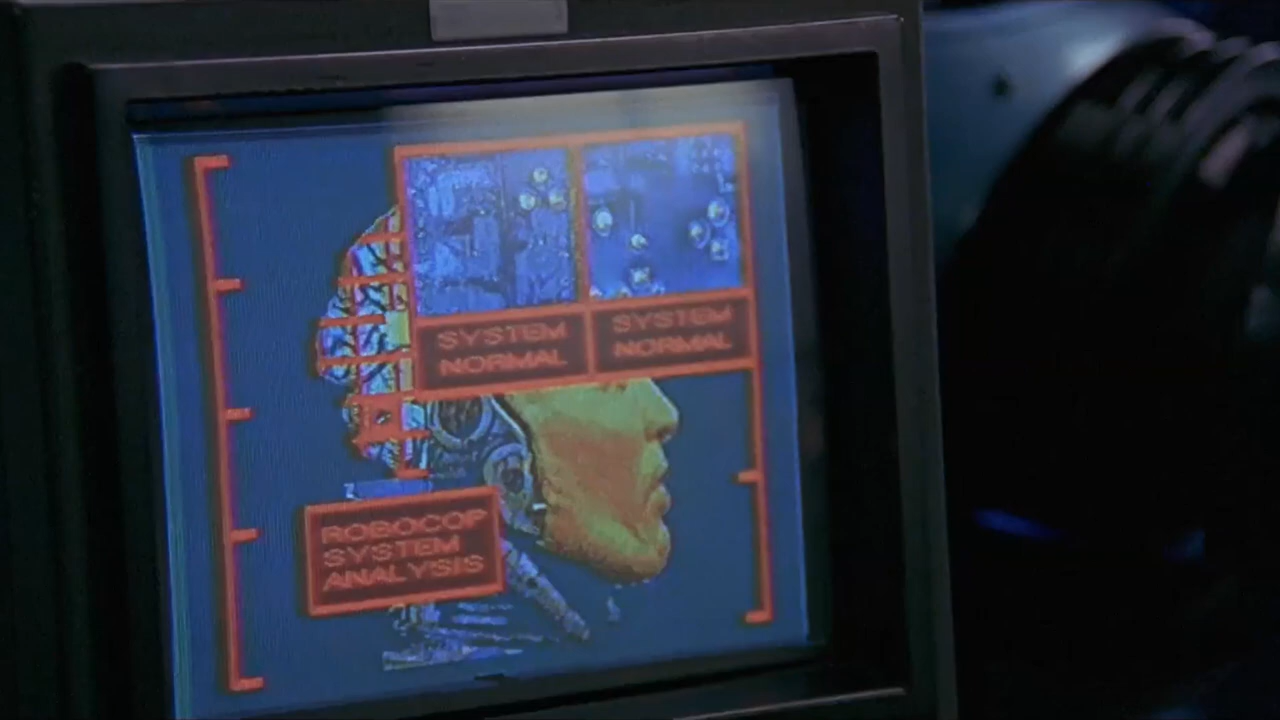 SYSTEM
NORMAL
SYSTEM
NORMAL
ROBOCOP
SYSTEM
ANALYSIS